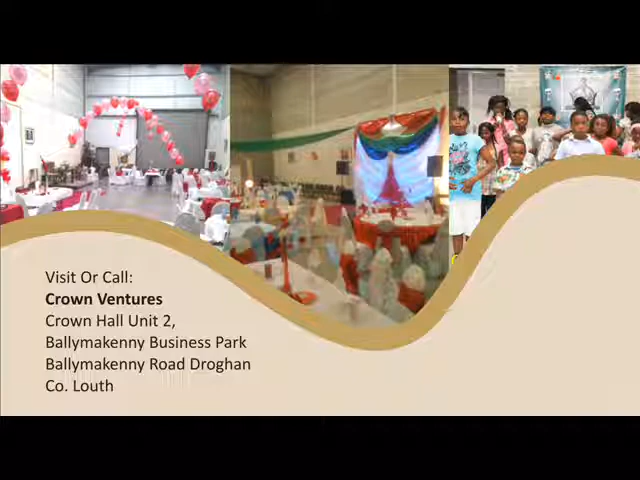 Visit Or Call:
Crown Ventures
Crown Hall Unit 2,
Ballymakenny Business Park
Ballymakenny Road Droghan
Co. Louth